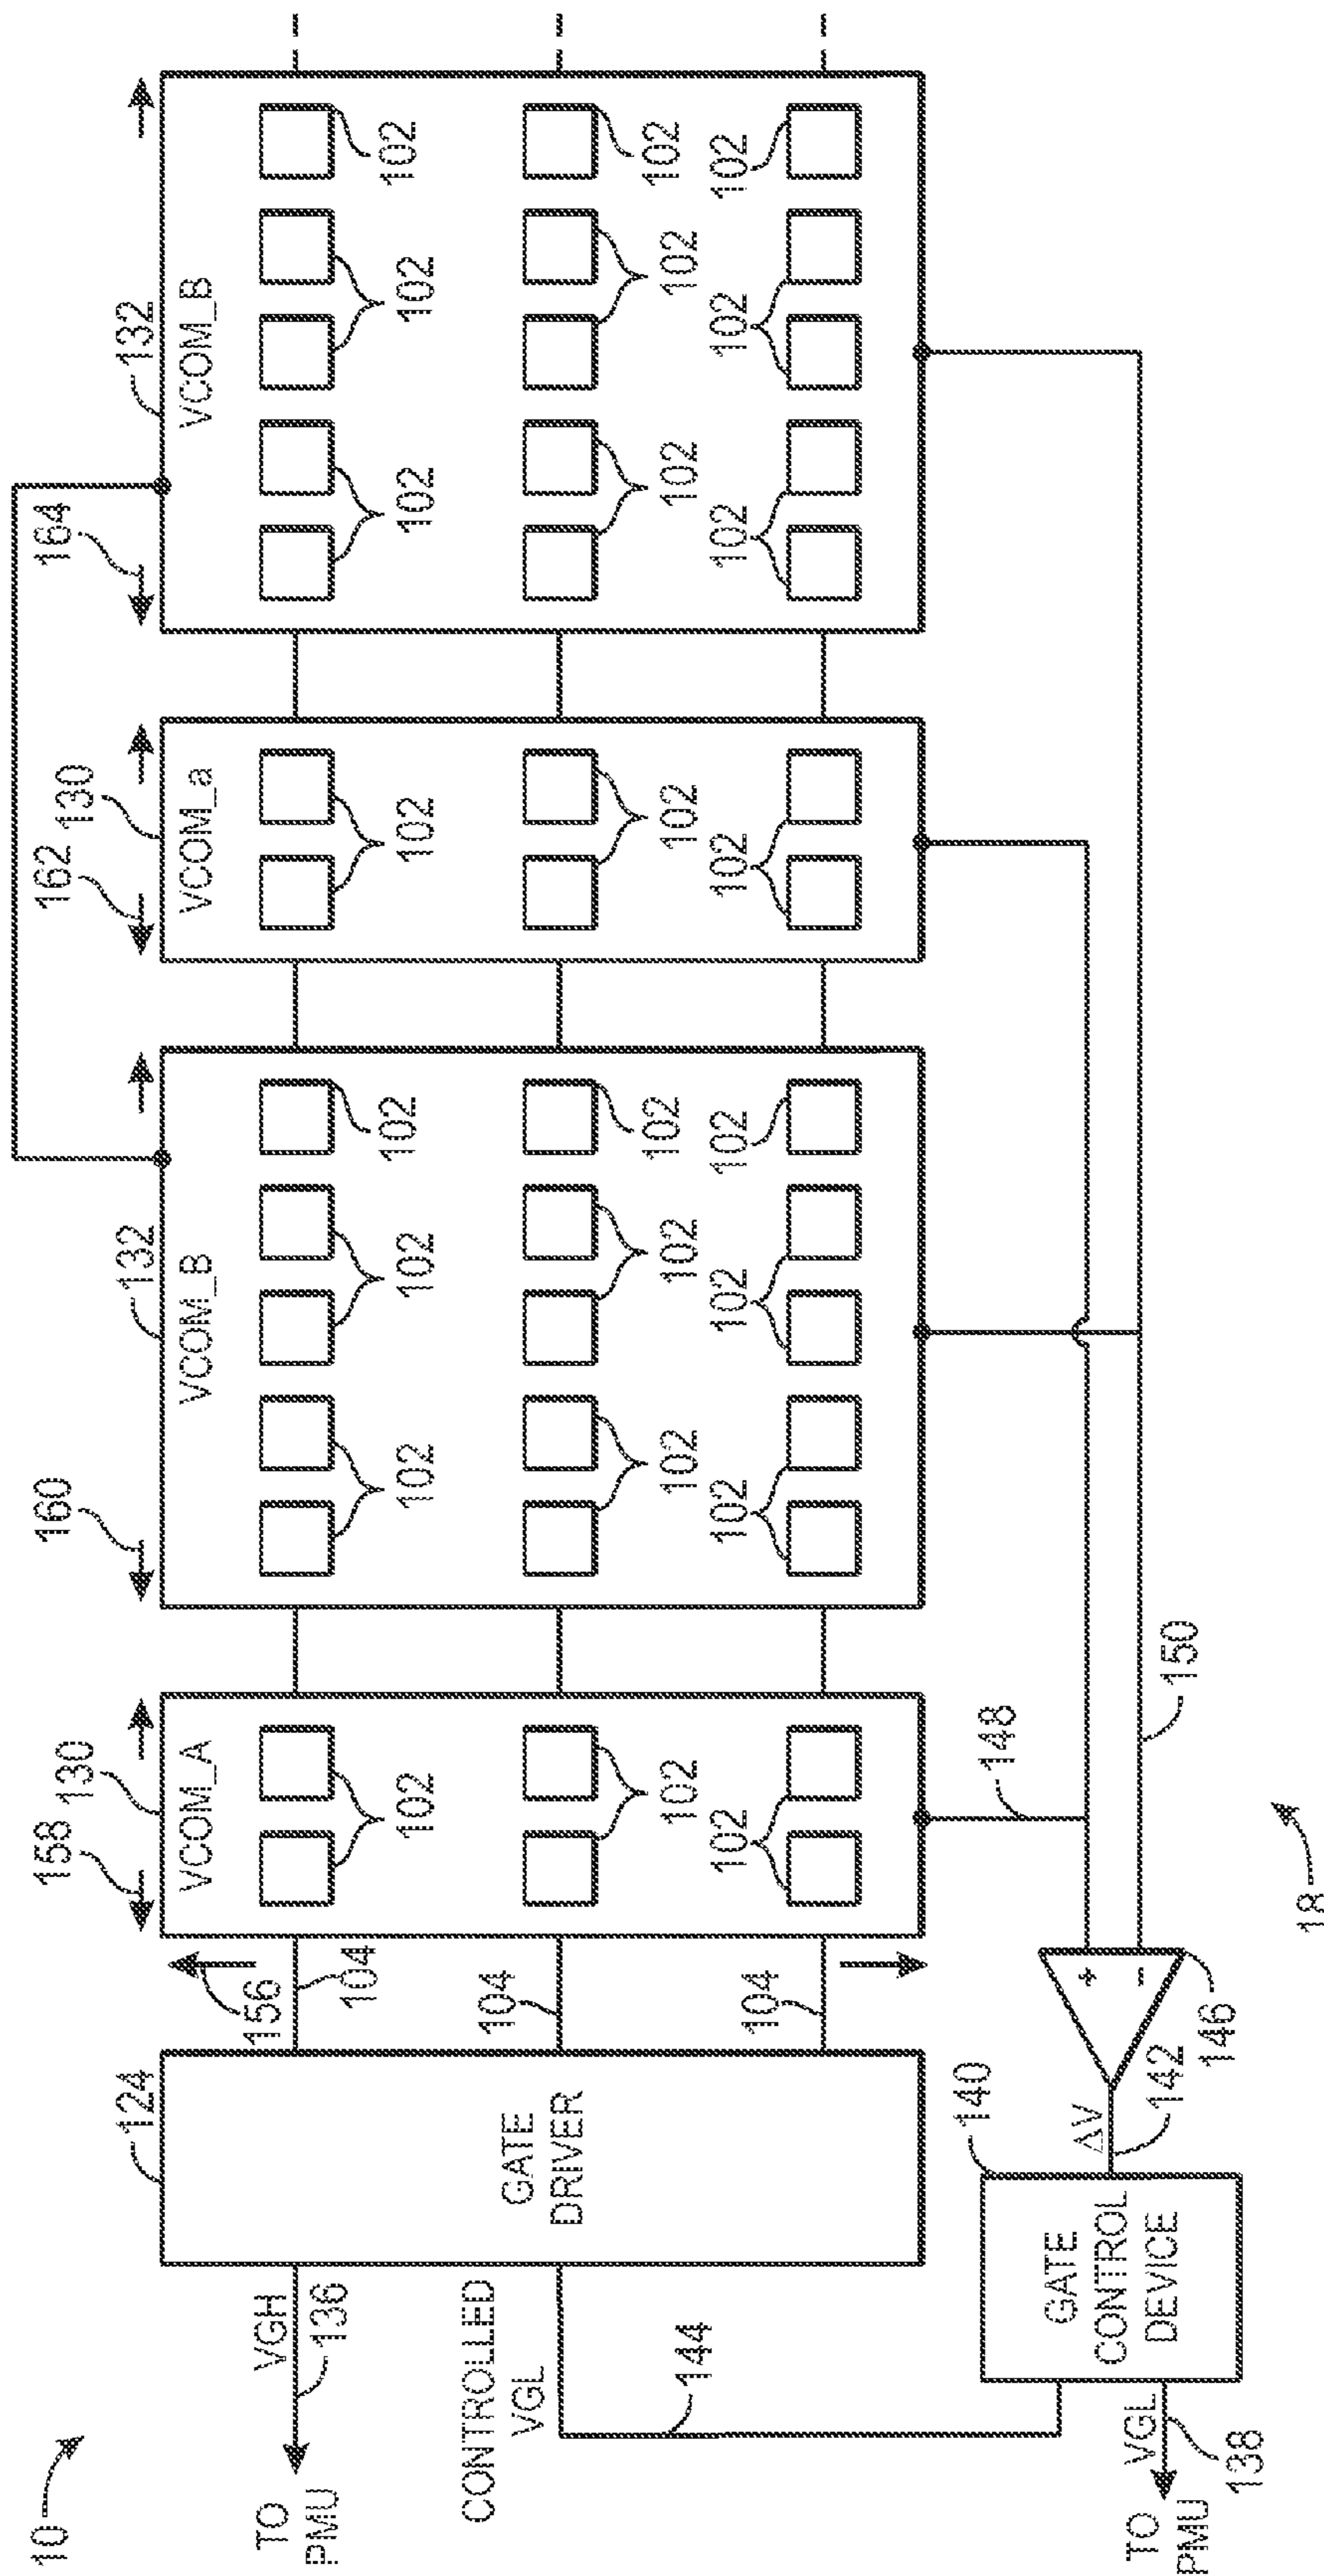 10
158
160
162
164
124
130
132
130
132
VCOM_A
VCOM_B
VCOM_a
VCOM_B
TO
PMU
VGH
136
156
104
102
102
102
102
102
102
102
102
CONTROLLED
VGL
GATE
DRIVER
104
102
102
102
102
102
102
102
102
144
104
102
102
102
102
102
102
102
102
140
148
TO
PMU
VGL
138
GATE
CONTROL
DEVICE
ΔV
142
+
−
146
150
18